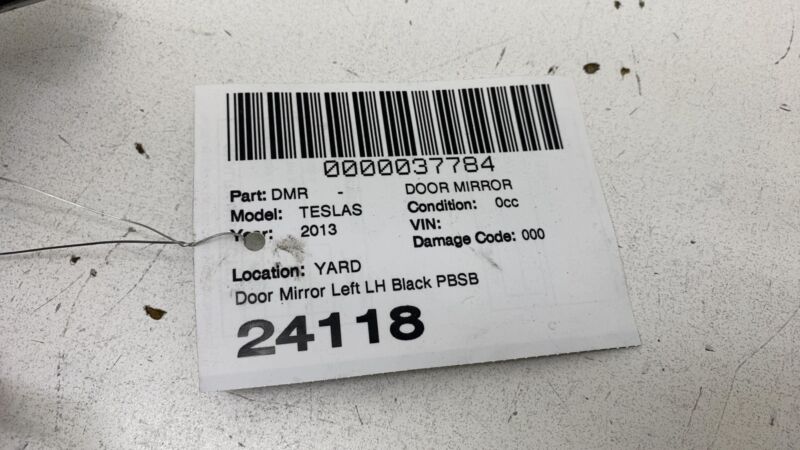 0000037784
Part: DMR - DOOR MIRROR
Model: TESLAS Condition: 0cc
Year: 2013 VIN:
Damage Code: 000
Location: YARD
Door Mirror Left LH Black PBSB
24118